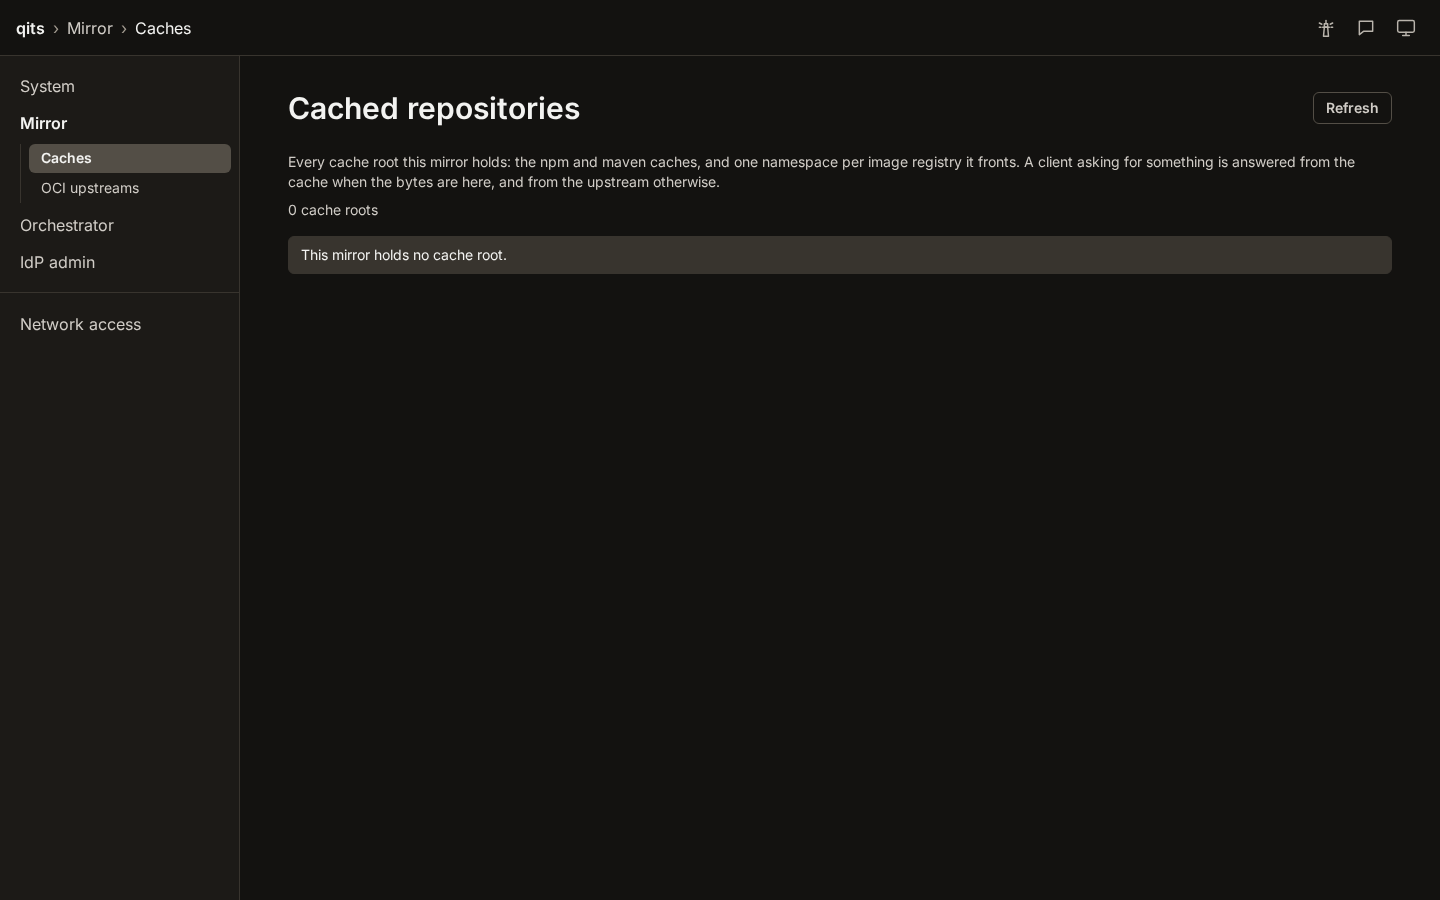 qits › Mirror › Caches
System
Mirror
Caches
OCI upstreams
Orchestrator
IdP admin
Network access
Cached repositories
Refresh
Every cache root this mirror holds: the npm and maven caches, and one namespace per image registry it fronts. A client asking for something is answered from the
cache when the bytes are here, and from the upstream otherwise.
0 cache roots
This mirror holds no cache root.